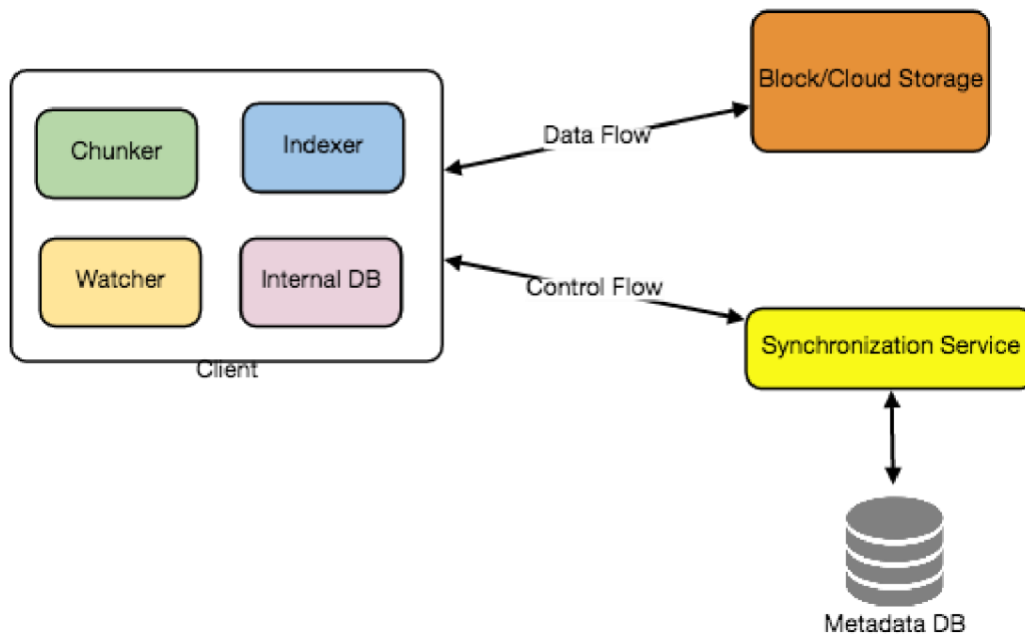 Block/Cloud Storage
Chunker
Indexer
Data Flow
Watcher
Internal DB
Control Flow
Client
Synchronization Service
Metadata DB